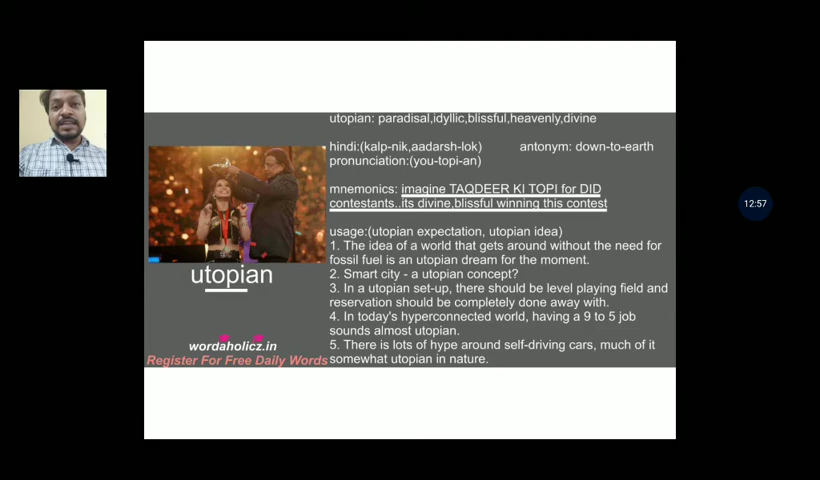 utopian: paradisal,idyllic,blissful,heavenly,divine
hindi:(kalp-nik,aadarsh-lok) antonym: down-to-earth
pronunciation:(you-topi-an)
mnemonics: imagine TAQDEER KI TOPI for DID
contestants..its divine,blissful winning this contest
usage:(utopian expectation, utopian idea)
1. The idea of a world that gets around without the need for
fossil fuel is an utopian dream for the moment.
2. Smart city - a utopian concept?
3. In a utopian set-up, there should be level playing field and
reservation should be completely done away with.
4. In today's hyperconnected world, having a 9 to 5 job
sounds almost utopian.
5. There is lots of hype around self-driving cars, much of it
somewhat utopian in nature.
utopian
wordaholicz.in
Register For Free Daily Words
12:57